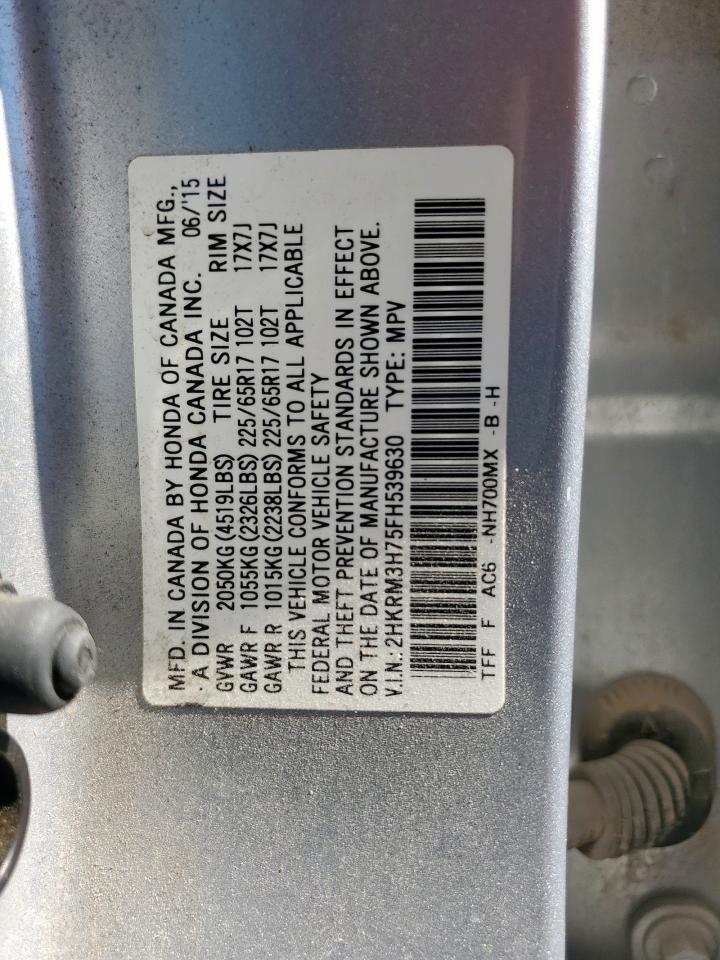 MFD. IN CANADA BY HONDA OF CANADA MFG.,
A DIVISION OF HONDA CANADA INC. 06/'15
GVWR 2050KG(4519LBS) TIRE SIZE RIM SIZE
GAWR F 1055KG(2326LBS) 225/65R17 102T 17X7J
GAWR R 1015KG(2238LBS) 225/65R17 102T 17X7J
THIS VEHICLE CONFORMS TO ALL APPLICABLE
FEDERAL MOTOR VEHICLE SAFETY
AND THEFT PREVENTION STANDARDS IN EFFECT
ON THE DATE OF MANUFACTURE SHOWN ABOVE.
V.I.N.: 2HKRM3H75FH539630 TYPE: MPV
TFF F AC6 -NH700MX -B -H